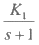 K₁
s + 1